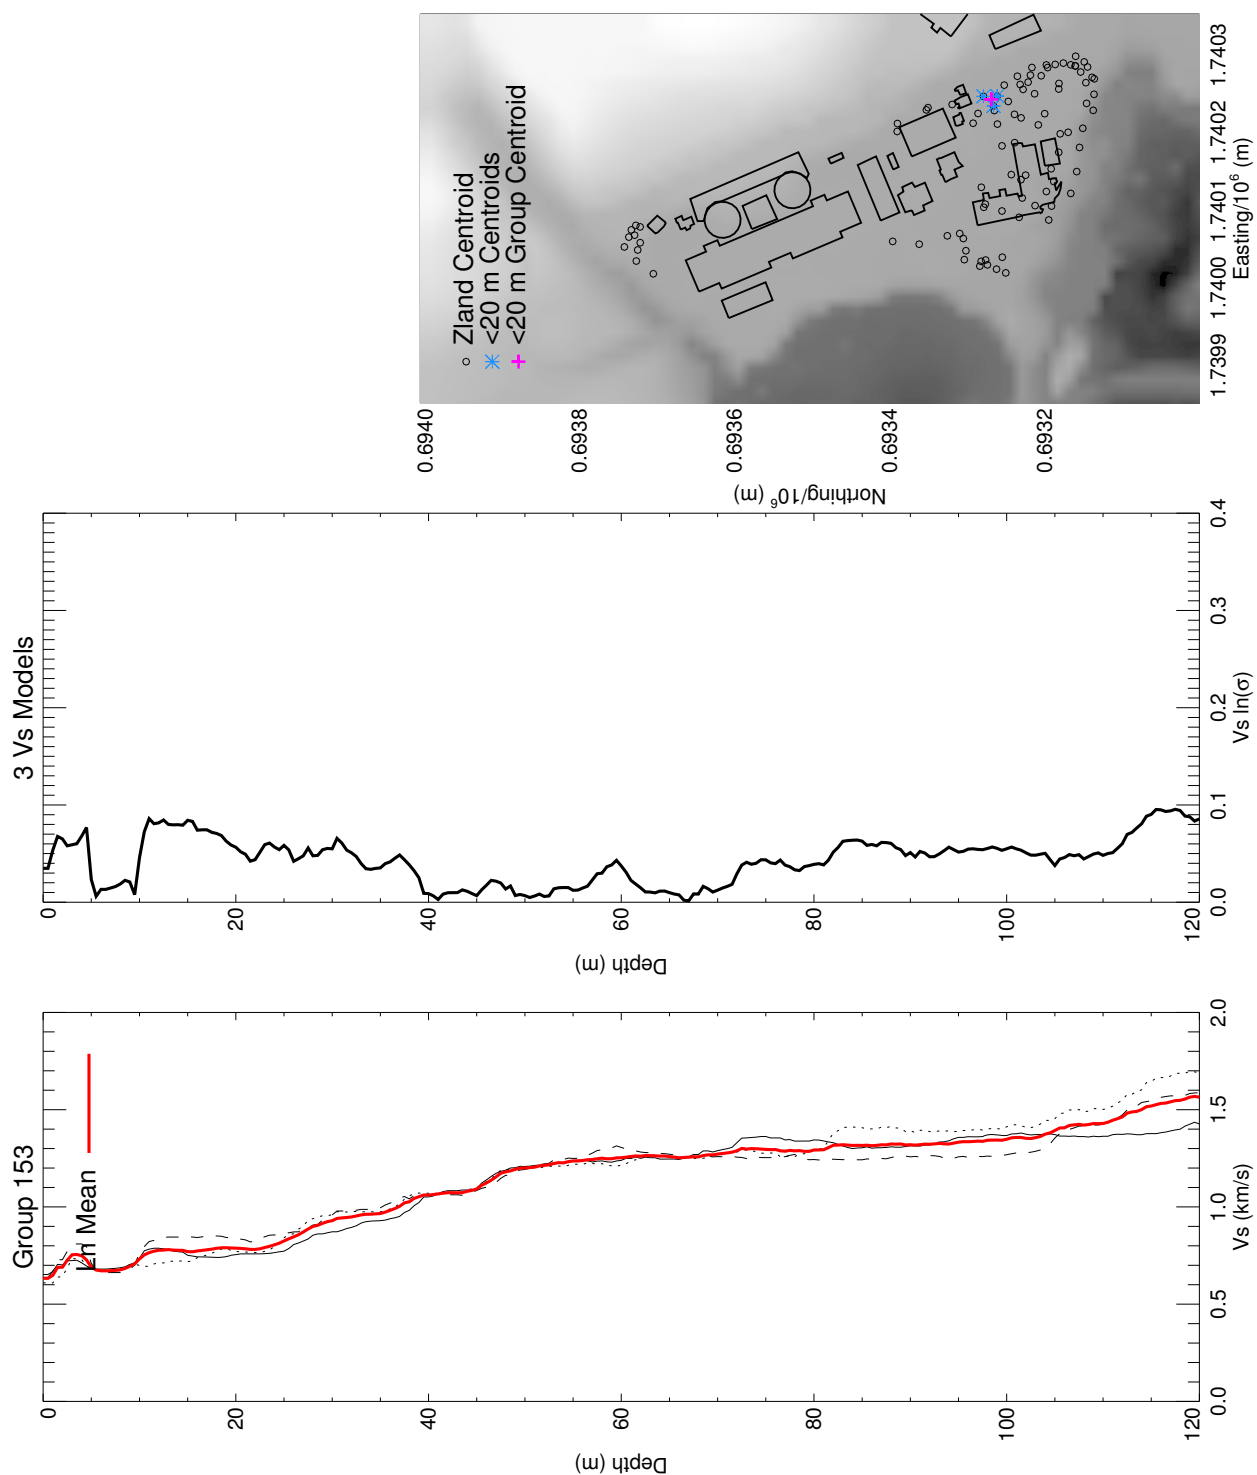 Group 153
Ln Mean
0
20
40
60
80
100
120
Depth (m)
0.0
0.5
1.0
1.5
2.0
Vs (km/s)
3 Vs Models
0
20
40
60
80
100
120
Depth (m)
0.0
0.1
0.2
0.3
0.4
Vs ln(σ)
Zland Centroid
<20 m Centroids
<20 m Group Centroid
0.6940
0.6938
0.6936
0.6934
0.6932
Northing/10⁶ (m)
1.7399
1.7400
1.7401
1.7402
1.7403
Easting/10⁶ (m)